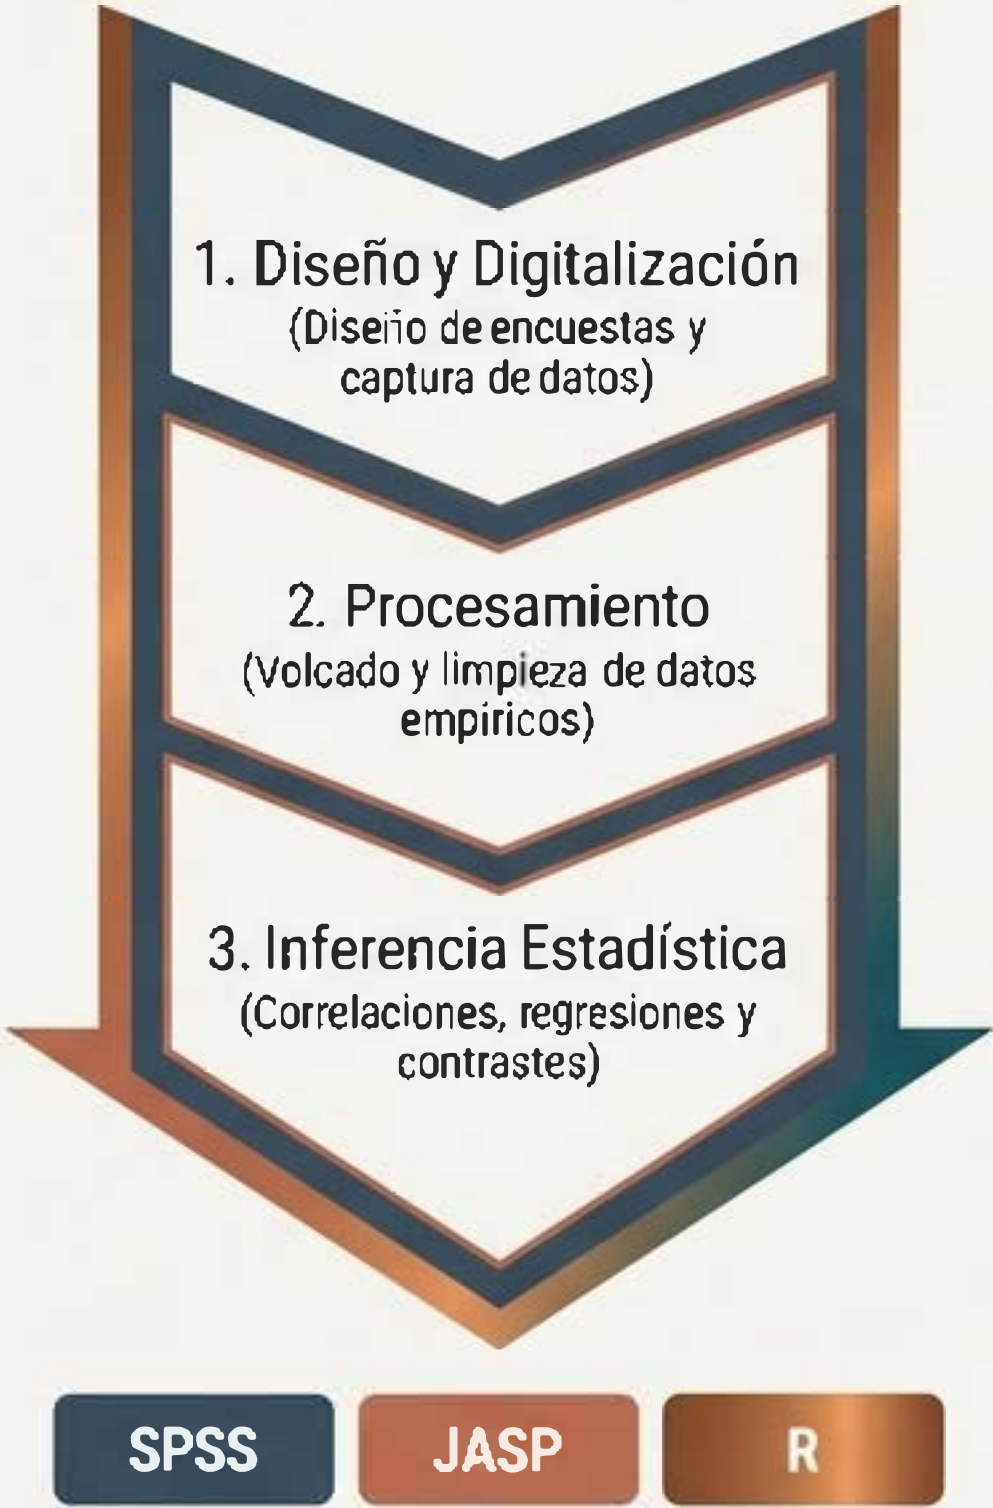 1. Diseño y Digitalización
(Diseño de encuestas y
captura de datos)
2. Procesamiento
(Volcado y limpieza de datos
empíricos)
3. Inferencia Estadística
(Correlaciones, regresiones y
contrastes)
SPSS
JASP
R